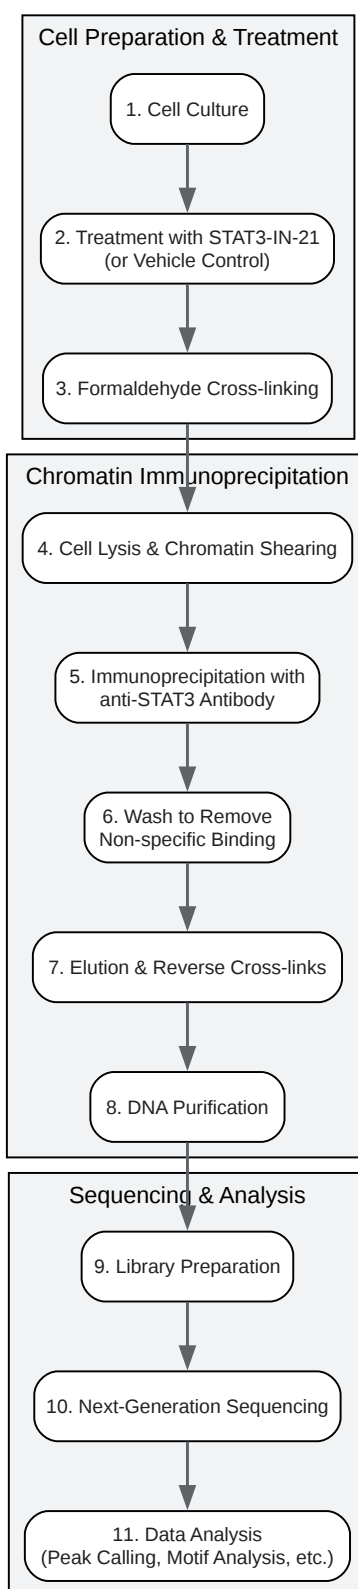 Cell Preparation & Treatment
1. Cell Culture
2. Treatment with STAT3-IN-21
(or Vehicle Control)
3. Formaldehyde Cross-linking
Chromatin Immunoprecipitation
4. Cell Lysis & Chromatin Shearing
5. Immunoprecipitation with
anti-STAT3 Antibody
6. Wash to Remove
Non-specific Binding
7. Elution & Reverse Cross-links
8. DNA Purification
Sequencing & Analysis
9. Library Preparation
10. Next-Generation Sequencing
11. Data Analysis
(Peak Calling, Motif Analysis, etc.)